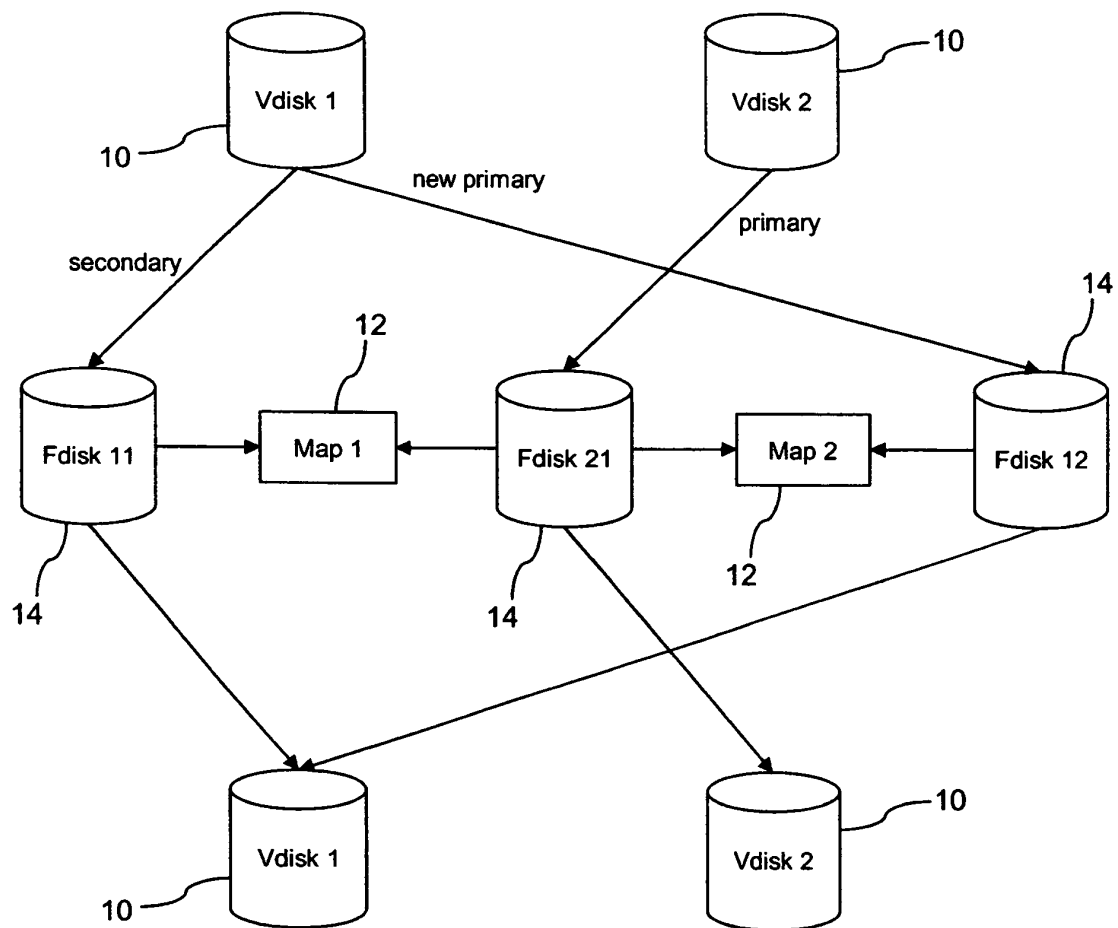 Vdisk 1
10
Vdisk 2
10
new primary
primary
secondary
14
12
Fdisk 11
Map 1
Fdisk 21
Map 2
Fdisk 12
14
14
12
Vdisk 1
10
Vdisk 2
10